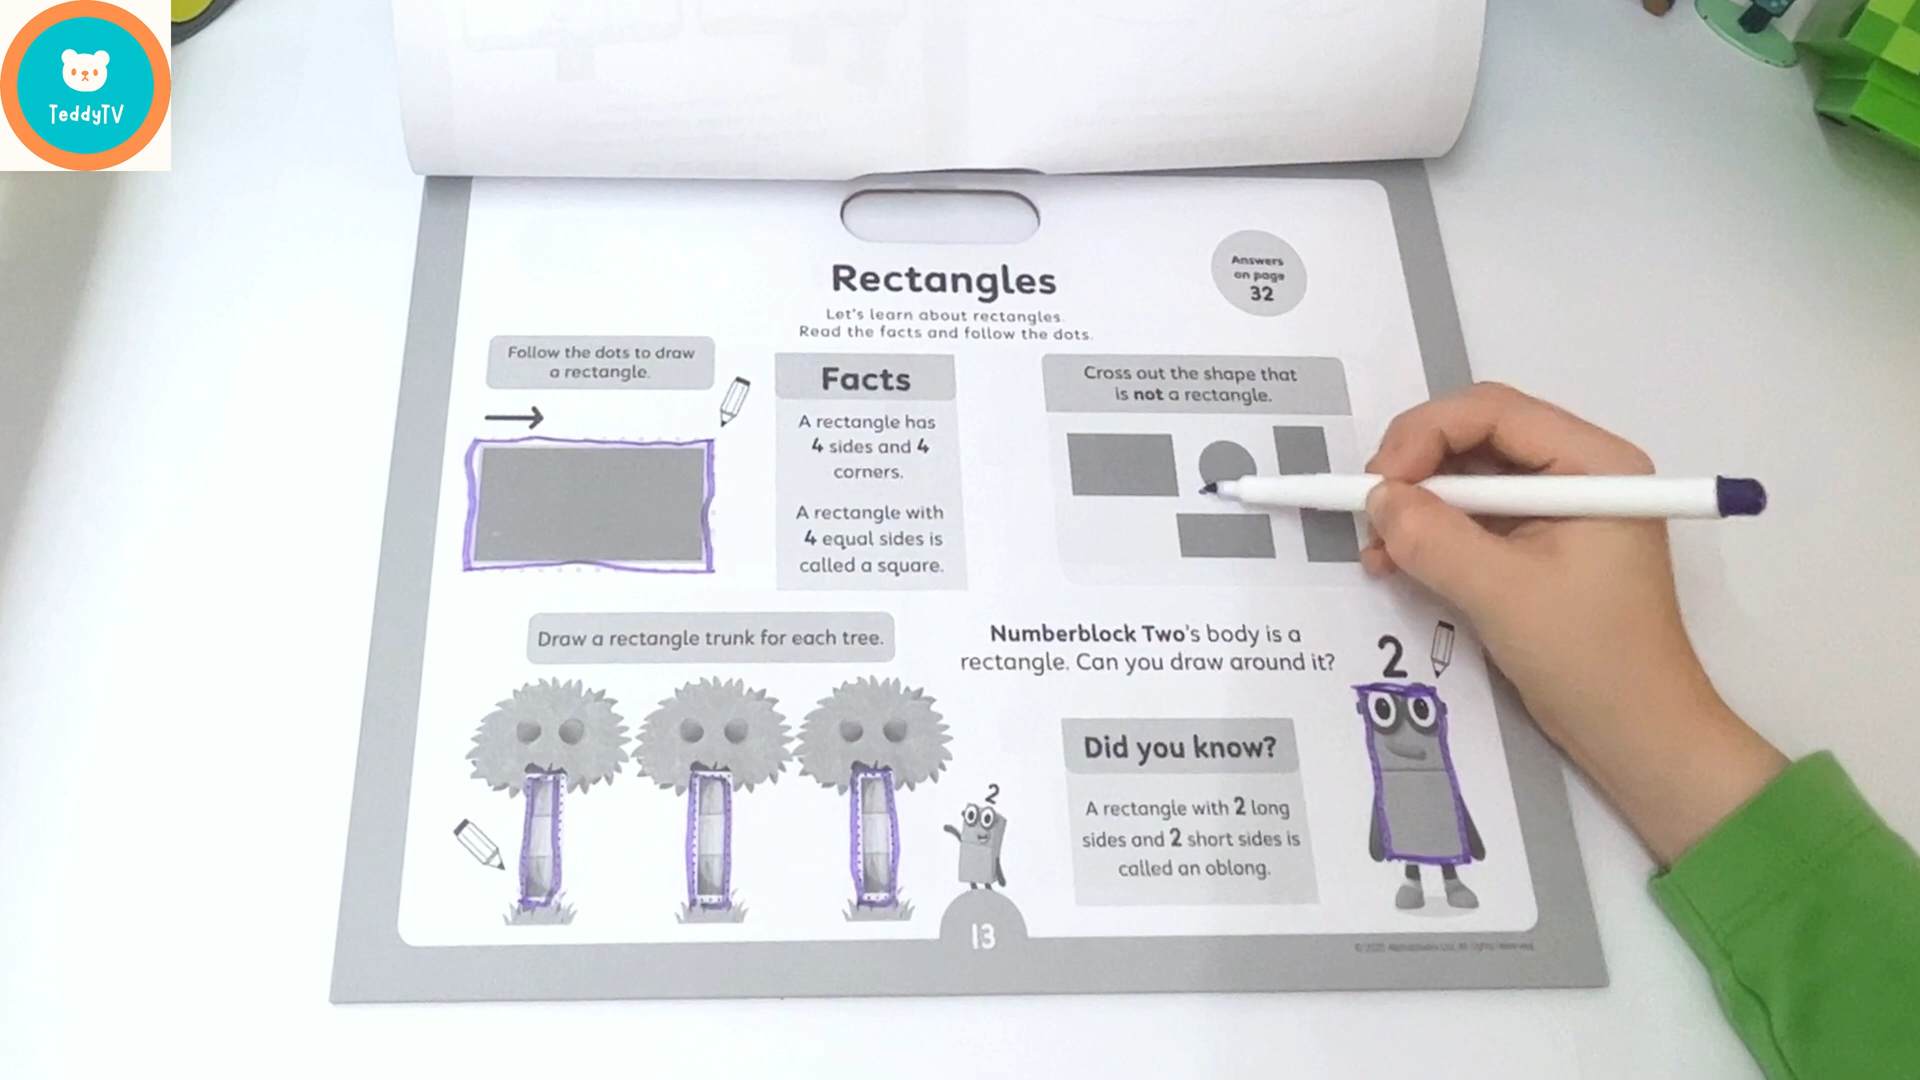 TeddyTV
Answers
on page
32
Rectangles
Let's learn about rectangles.
Read the facts and follow the dots.
Follow the dots to draw
a rectangle.
Facts
A rectangle has
4 sides and 4
corners.
A rectangle with
4 equal sides is
called a square.
Cross out the shape that
is not a rectangle.
Draw a rectangle trunk for each tree.
Numberblock Two's body is a
rectangle. Can you draw around it?
2
Did you know?
A rectangle with 2 long
sides and 2 short sides is
called an oblong.
2
13